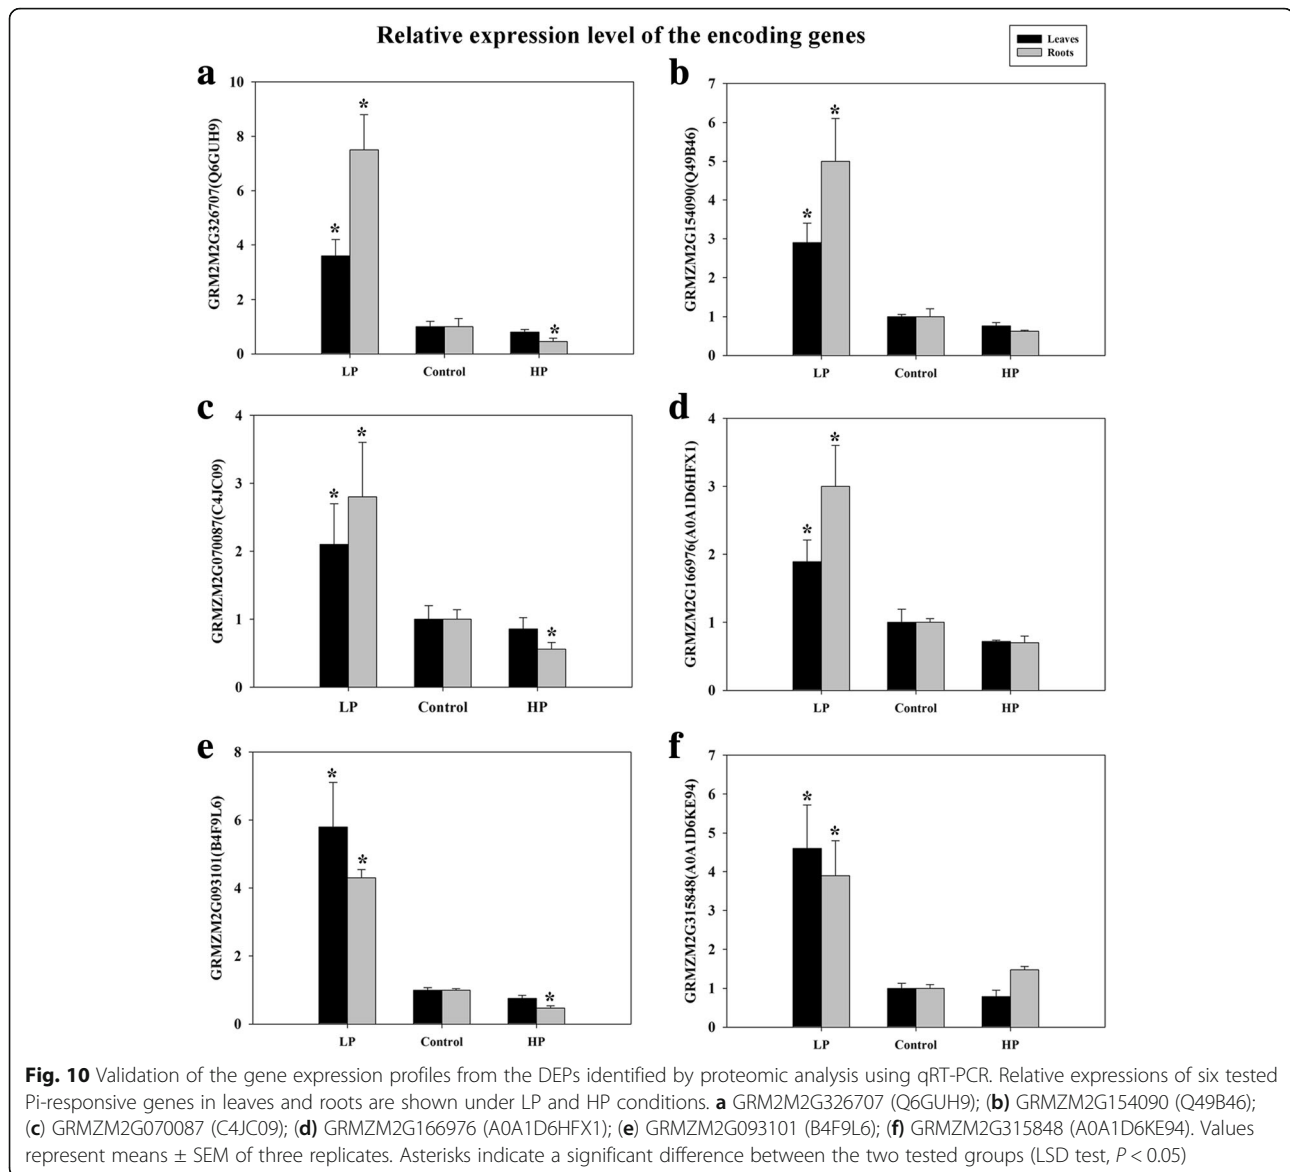 Relative expression level of the encoding genes
Leaves
Roots
a
GRM2M2G326707(Q6GUH9)
10
8
6
4
2
0
*
*
*
LP
Control
HP
b
GRMZM2G154090(Q49B46)
7
6
5
4
3
2
1
0
*
*
LP
Control
HP
c
GRMZM2G070087(C4JC09)
4
3
2
1
0
*
*
*
LP
Control
HP
d
GRMZM2G166976(A0A1D6HFX1)
4
3
2
1
0
*
*
LP
Control
HP
e
GRMZM2G093101(B4F9L6)
8
6
4
2
0
*
*
*
LP
Control
HP
f
GRMZM2G315848(A0A1D6KE94)
7
6
5
4
3
2
1
0
*
*
LP
Control
HP
Fig. 10 Validation of the gene expression profiles from the DEPs identified by proteomic analysis using qRT-PCR. Relative expressions of six tested
Pi-responsive genes in leaves and roots are shown under LP and HP conditions. a GRM2M2G326707 (Q6GUH9); (b) GRMZM2G154090 (Q49B46);
(c) GRMZM2G070087 (C4JC09); (d) GRMZM2G166976 (A0A1D6HFX1); (e) GRMZM2G093101 (B4F9L6); (f) GRMZM2G315848 (A0A1D6KE94). Values
represent means ± SEM of three replicates. Asterisks indicate a significant difference between the two tested groups (LSD test, P < 0.05)